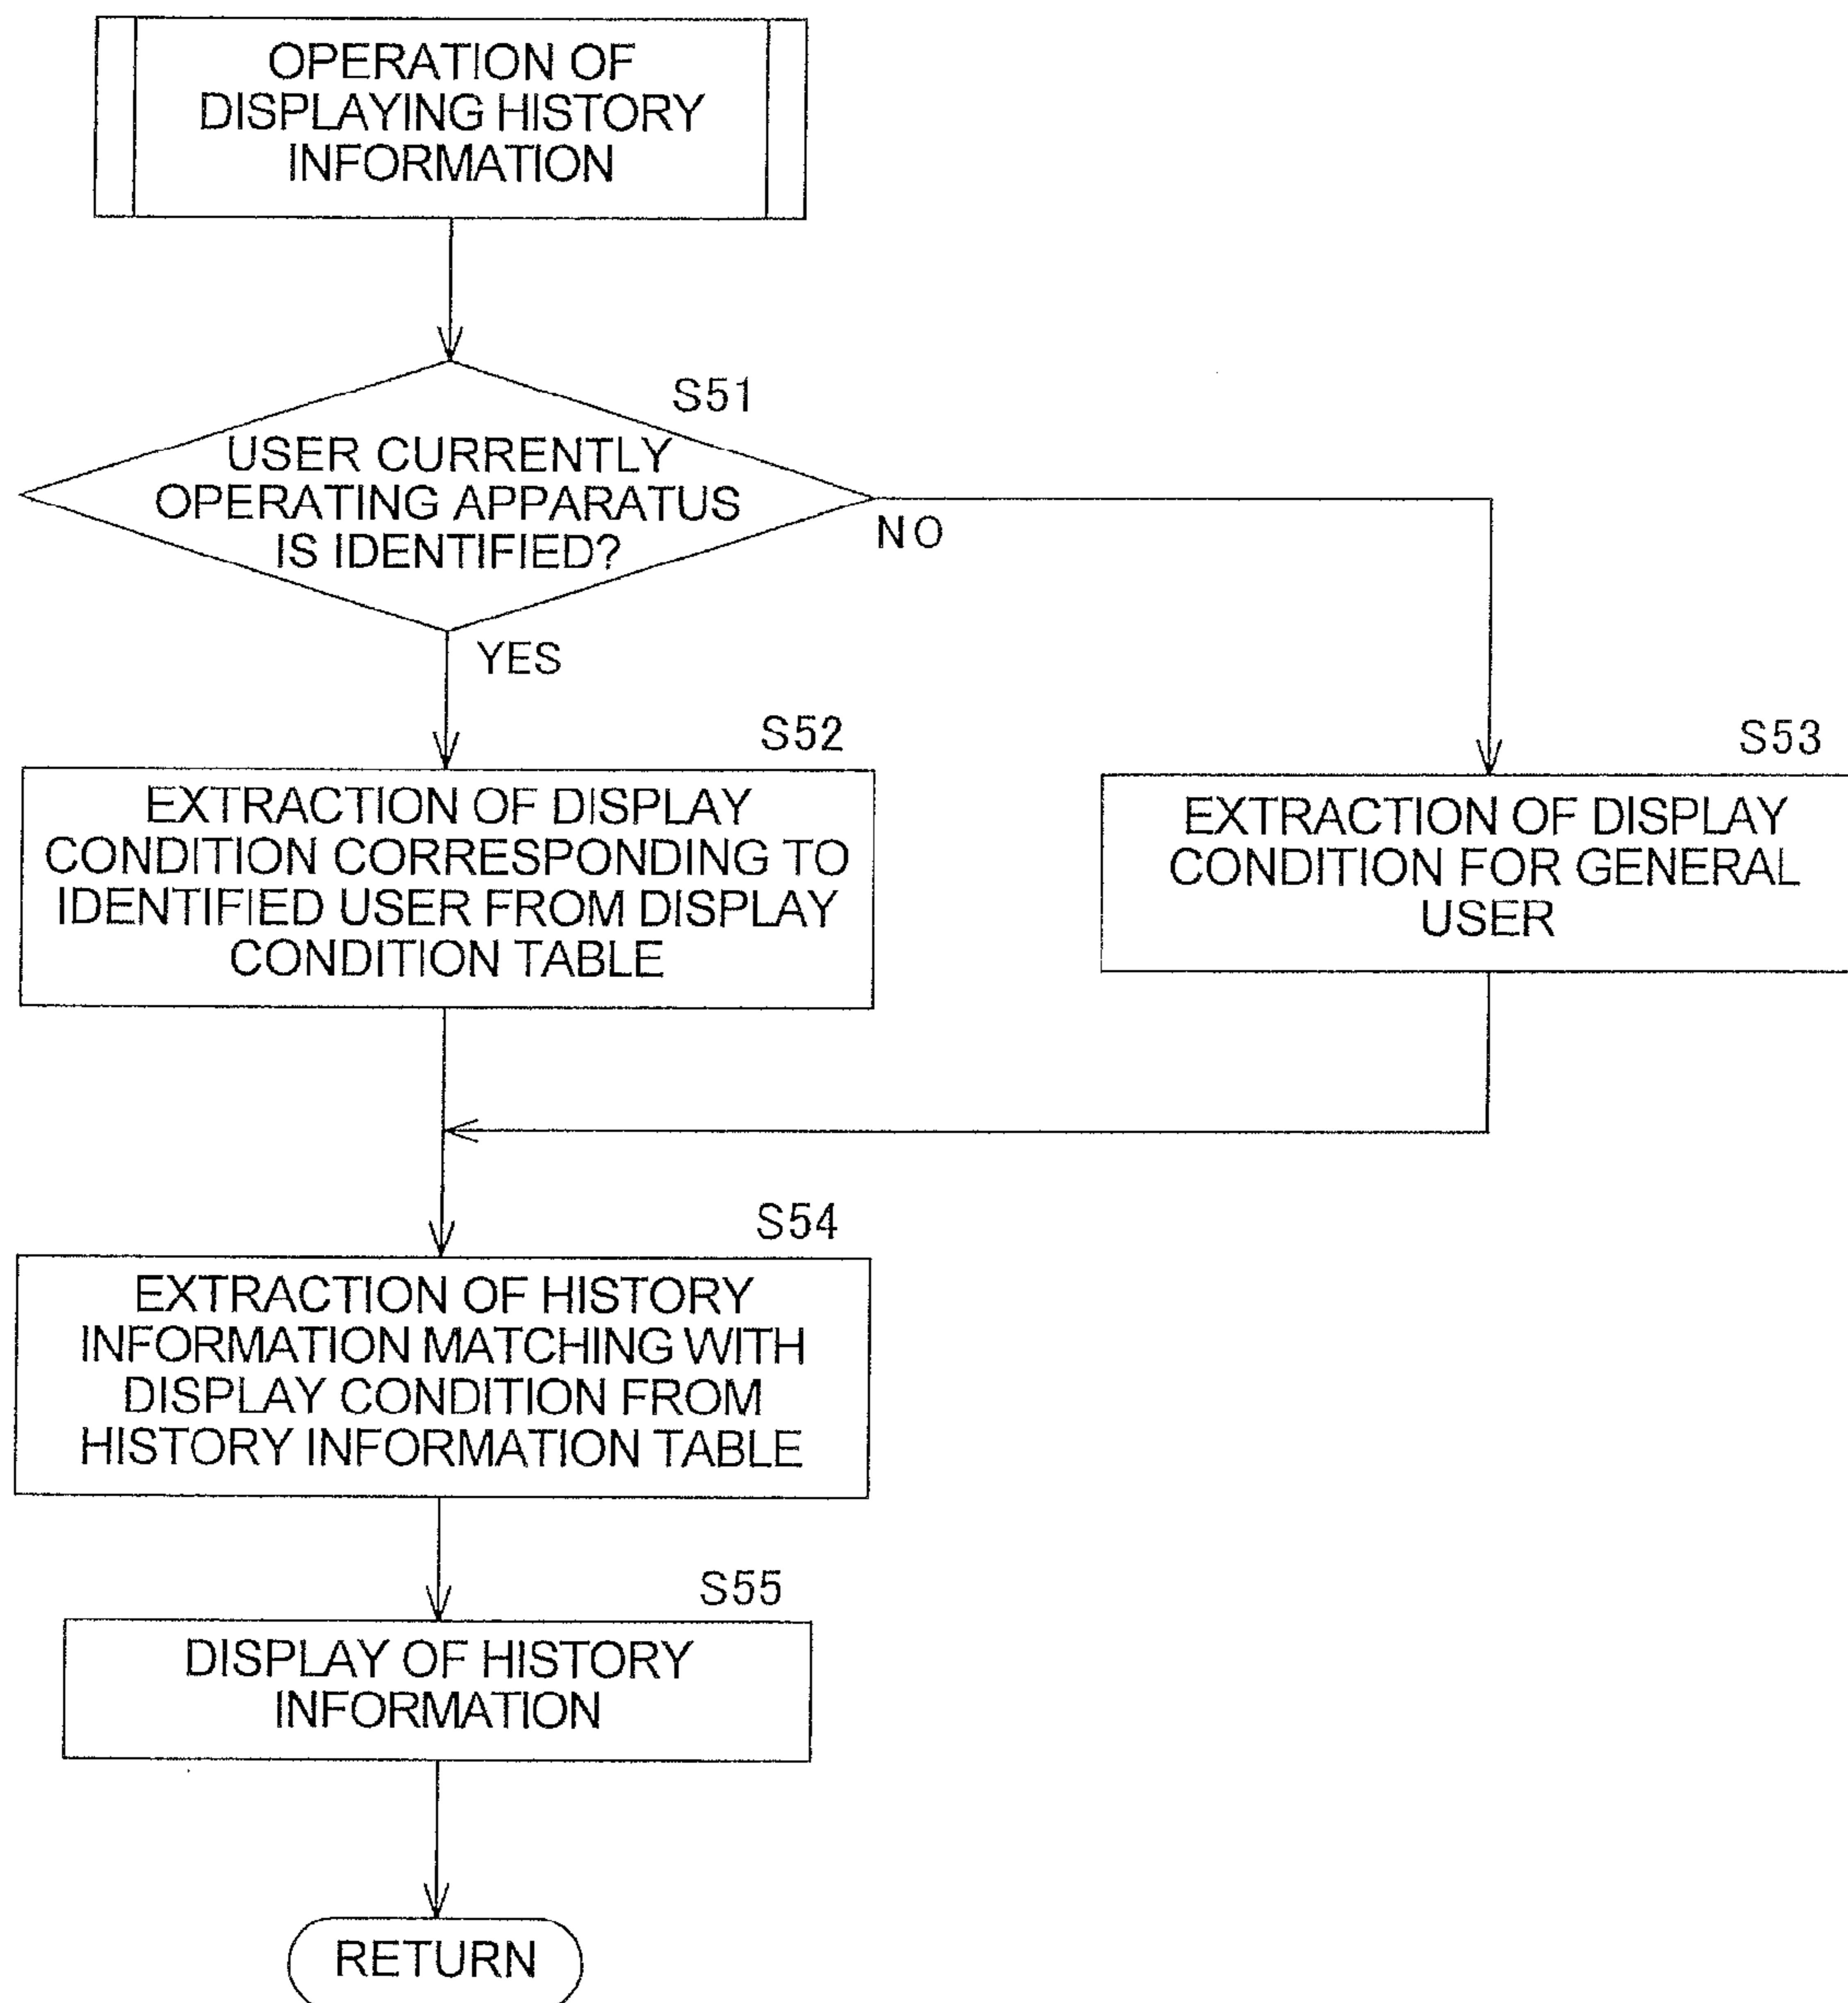 OPERATION OF
DISPLAYING HISTORY
INFORMATION
S51
USER CURRENTLY
OPERATING APPARATUS
IS IDENTIFIED?
NO
YES
S52
EXTRACTION OF DISPLAY
CONDITION CORRESPONDING TO
IDENTIFIED USER FROM DISPLAY
CONDITION TABLE
S53
EXTRACTION OF DISPLAY
CONDITION FOR GENERAL
USER
S54
EXTRACTION OF HISTORY
INFORMATION MATCHING WITH
DISPLAY CONDITION FROM
HISTORY INFORMATION TABLE
S55
DISPLAY OF HISTORY
INFORMATION
RETURN